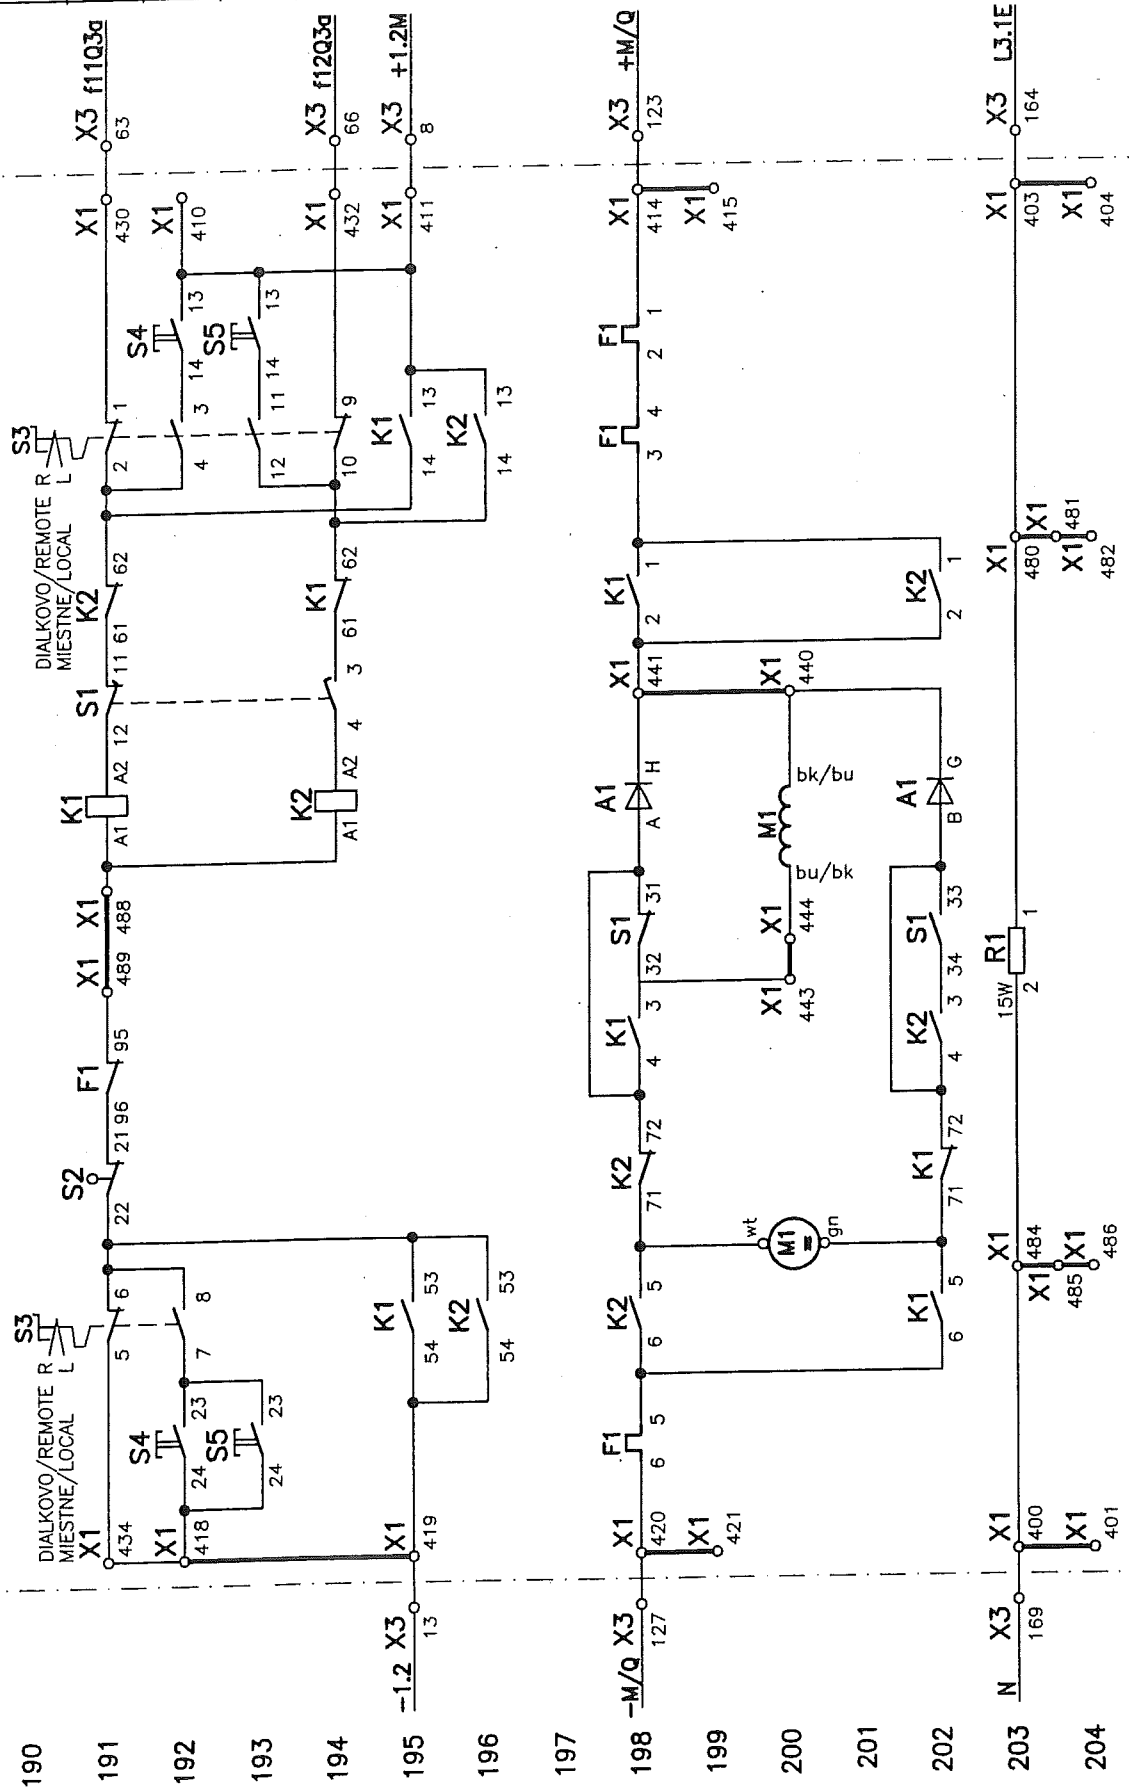 190
DIALKOVO/REMOTE R
MIESTNE/LOCAL L
S3
DIALKOVO/REMOTE R
MIESTNE/LOCAL L
S3
191
X1 S2 F1 X1 X1 K1 S1 K2 X1 X3 f11Q3a
434 5 6 22 21 96 95 489 488 A1 A2 12 11 61 62 2 1 430 63
192
X1 S4 7 8 S4 X1
418 24 23 4 3 14 13 410
193
S5 S5
24 23 12 11 14 13
194
K2 K1 X1 X3 f12Q3a
A1 A2 4 3 61 62 10 9 432 66
195
-1.2 X3 X1 K1 K1 X1 X3 +1.2M
13 419 54 53 14 13 411 8
196
K2 K2
54 53 14 13
197
198
-M/Q X3 X1 F1 K2 K2 K1 S1 A1 X1 K1 F1 F1 X1 X3 +M/Q
127 420 6 5 6 5 71 72 4 3 32 31 A H 441 2 1 3 4 2 1 414 123
199
X1 X1
421 415
200
wt M1 gn X1 X1 M1 X1
443 444 bu/bk bk/bu 440
201
202
K1 K1 K2 S1 A1 K2
6 5 71 72 4 3 34 33 B G 2 1
203
N X3 X1 X1 15W R1 X1 X1 X3 L3.1E
169 400 484 2 1 480 403 164
X1 X1
485 481
204
X1 X1 X1 X1
401 486 482 404